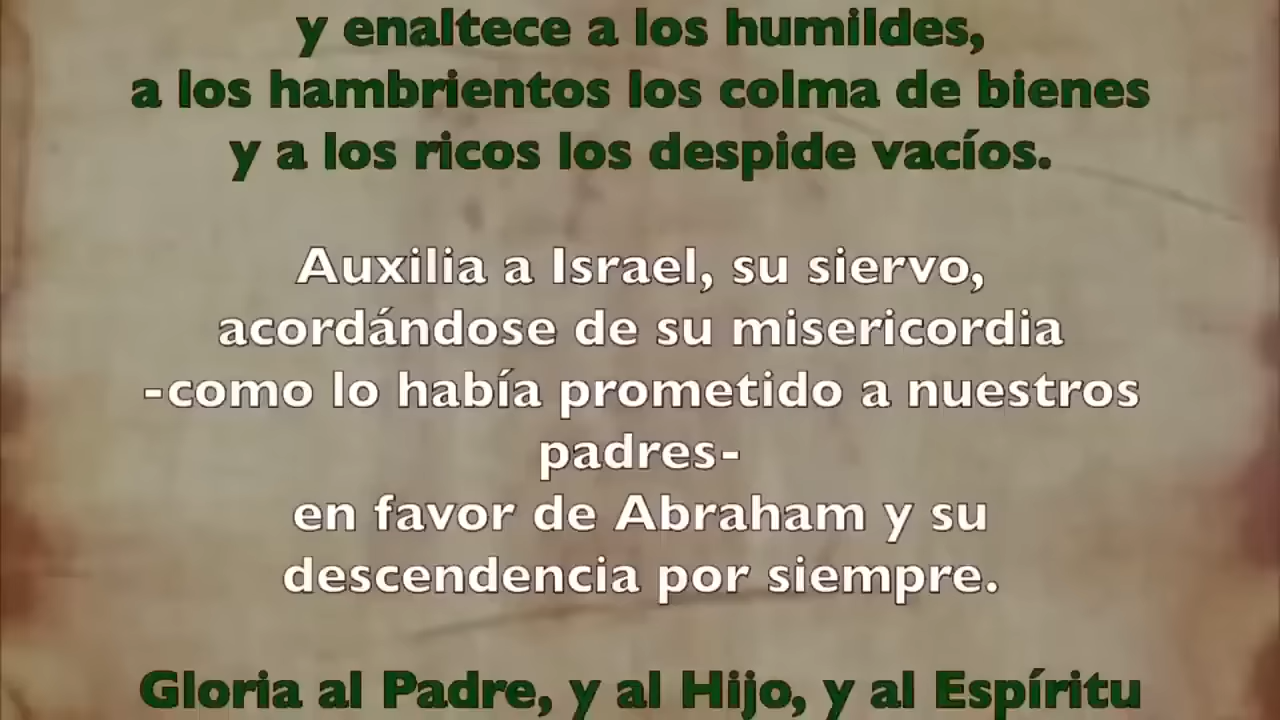 y enaltece a los humildes,
a los hambrientos los colma de bienes
y a los ricos los despide vacíos.
Auxilia a Israel, su siervo,
acordándose de su misericordia
-como lo había prometido a nuestros
padres-
en favor de Abraham y su
descendencia por siempre.
Gloria al Padre, y al Hijo, y al Espíritu